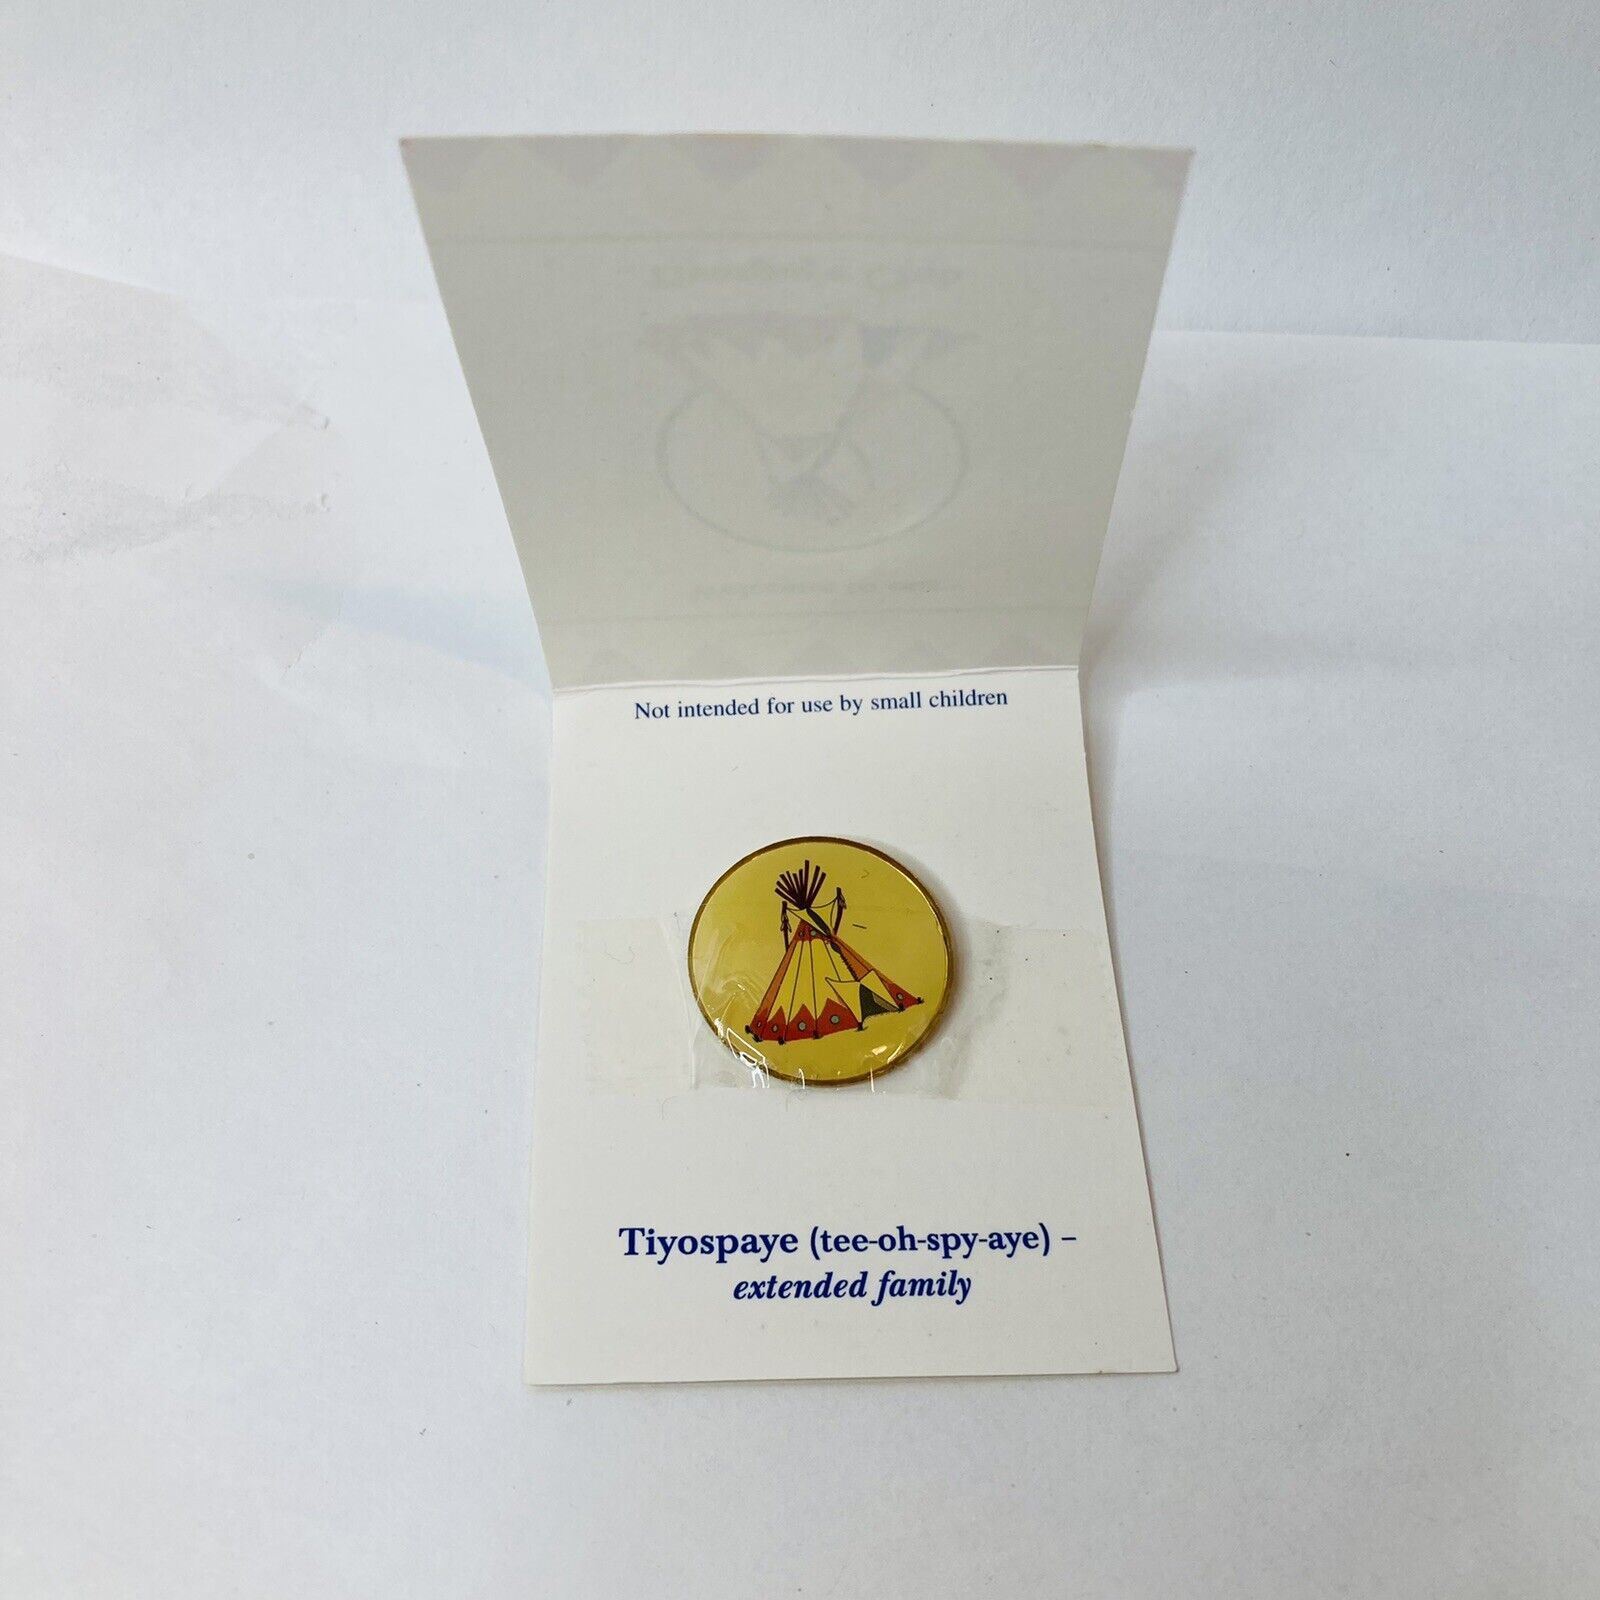 Not intended for use by small children
Tiyospaye (tee-oh-spy-aye) –
extended family